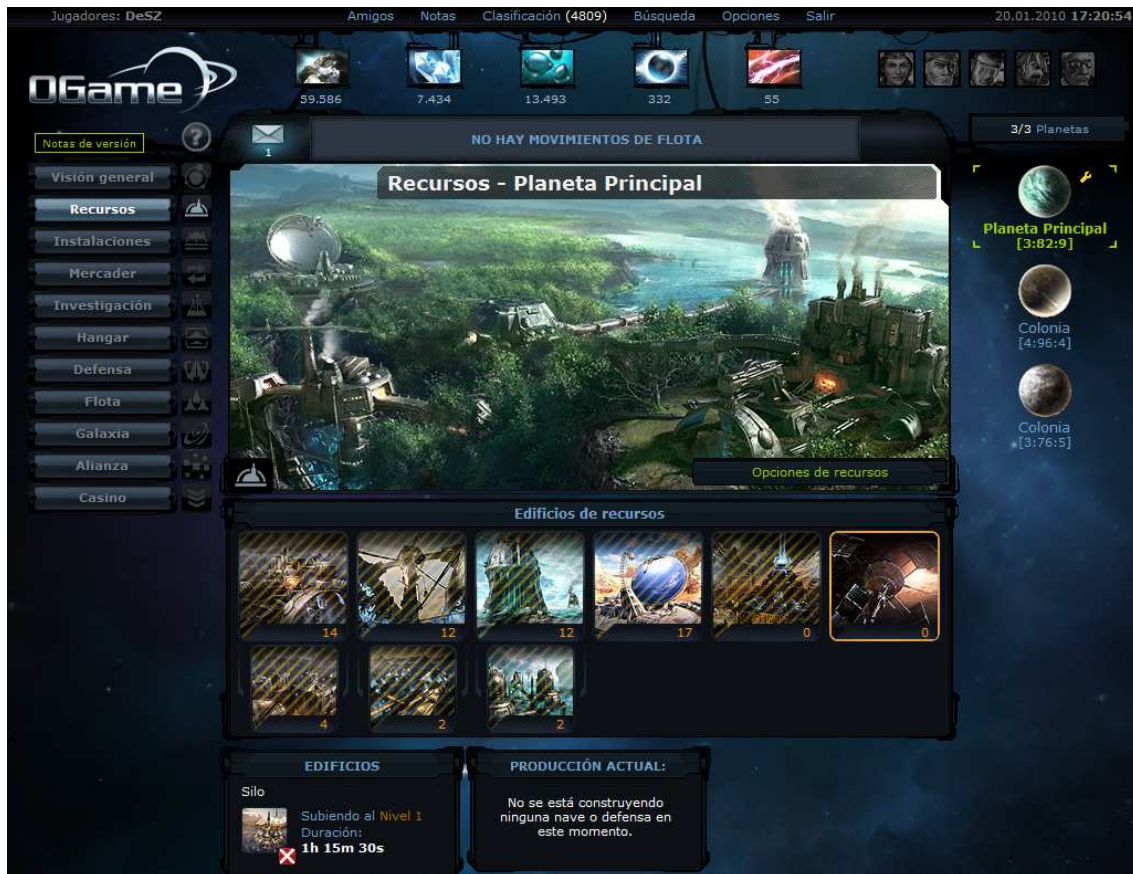 Jugadores: DeSZ
Amigos Notas Clasificación (4809) Búsqueda Opciones Salir
20.01.2010 17:20:54
OGame
59.586 7.434 13.493 332 55
Notas de versión
?
1
NO HAY MOVIMIENTOS DE FLOTA
3/3 Planetas
Visión general
Recursos
Instalaciones
Mercader
Investigación
Hangar
Defensa
Flota
Galaxia
Alianza
Casino
Recursos - Planeta Principal
Opciones de recursos
Planeta Principal
[3:82:9]
Colonia
[4:96:4]
Colonia
[3:76:5]
Edificios de recursos
14 12 12 17 0 0
4 2 2
EDIFICIOS
Silo
Subiendo al Nivel 1
Duración:
1h 15m 30s
PRODUCCIÓN ACTUAL:
No se está construyendo
ninguna nave o defensa en
este momento.